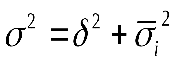 σ² = δ² + σ̅ᵢ²